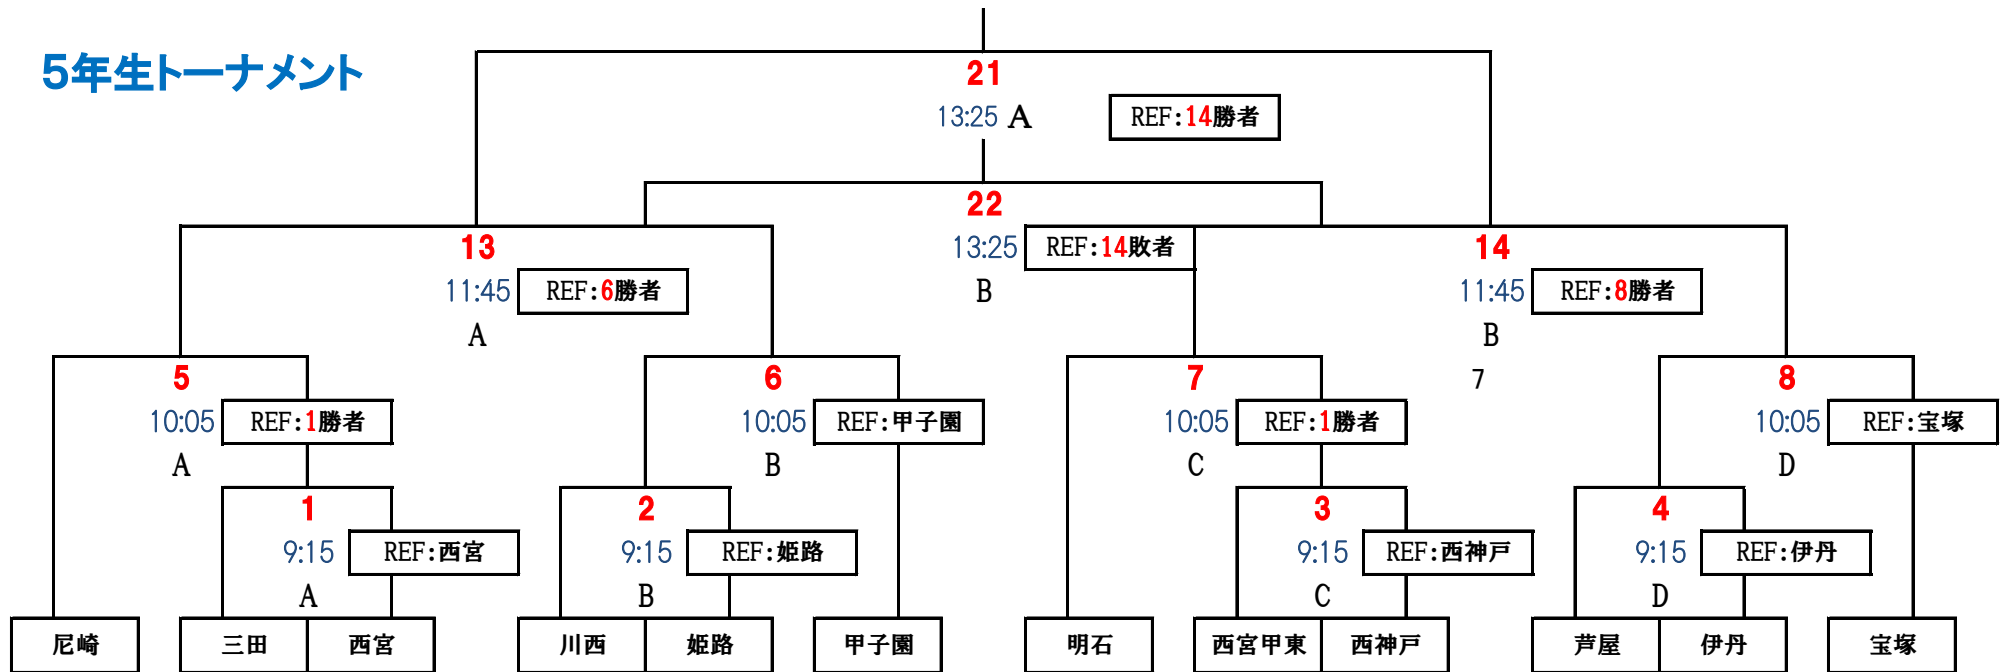 5年生トーナメント
21
13:25 A
REF:14勝者
22
13:25
REF:14敗者
B
13
11:45
REF:6勝者
A
14
11:45
REF:8勝者
B
7
5
10:05
REF:1勝者
A
6
10:05
REF:甲子園
B
7
10:05
REF:1勝者
C
8
10:05
REF:宝塚
D
1
9:15
REF:西宮
A
2
9:15
REF:姫路
B
3
9:15
REF:西神戸
C
4
9:15
REF:伊丹
D
尼崎
三田
西宮
川西
姫路
甲子園
明石
西宮甲東
西神戸
芦屋
伊丹
宝塚